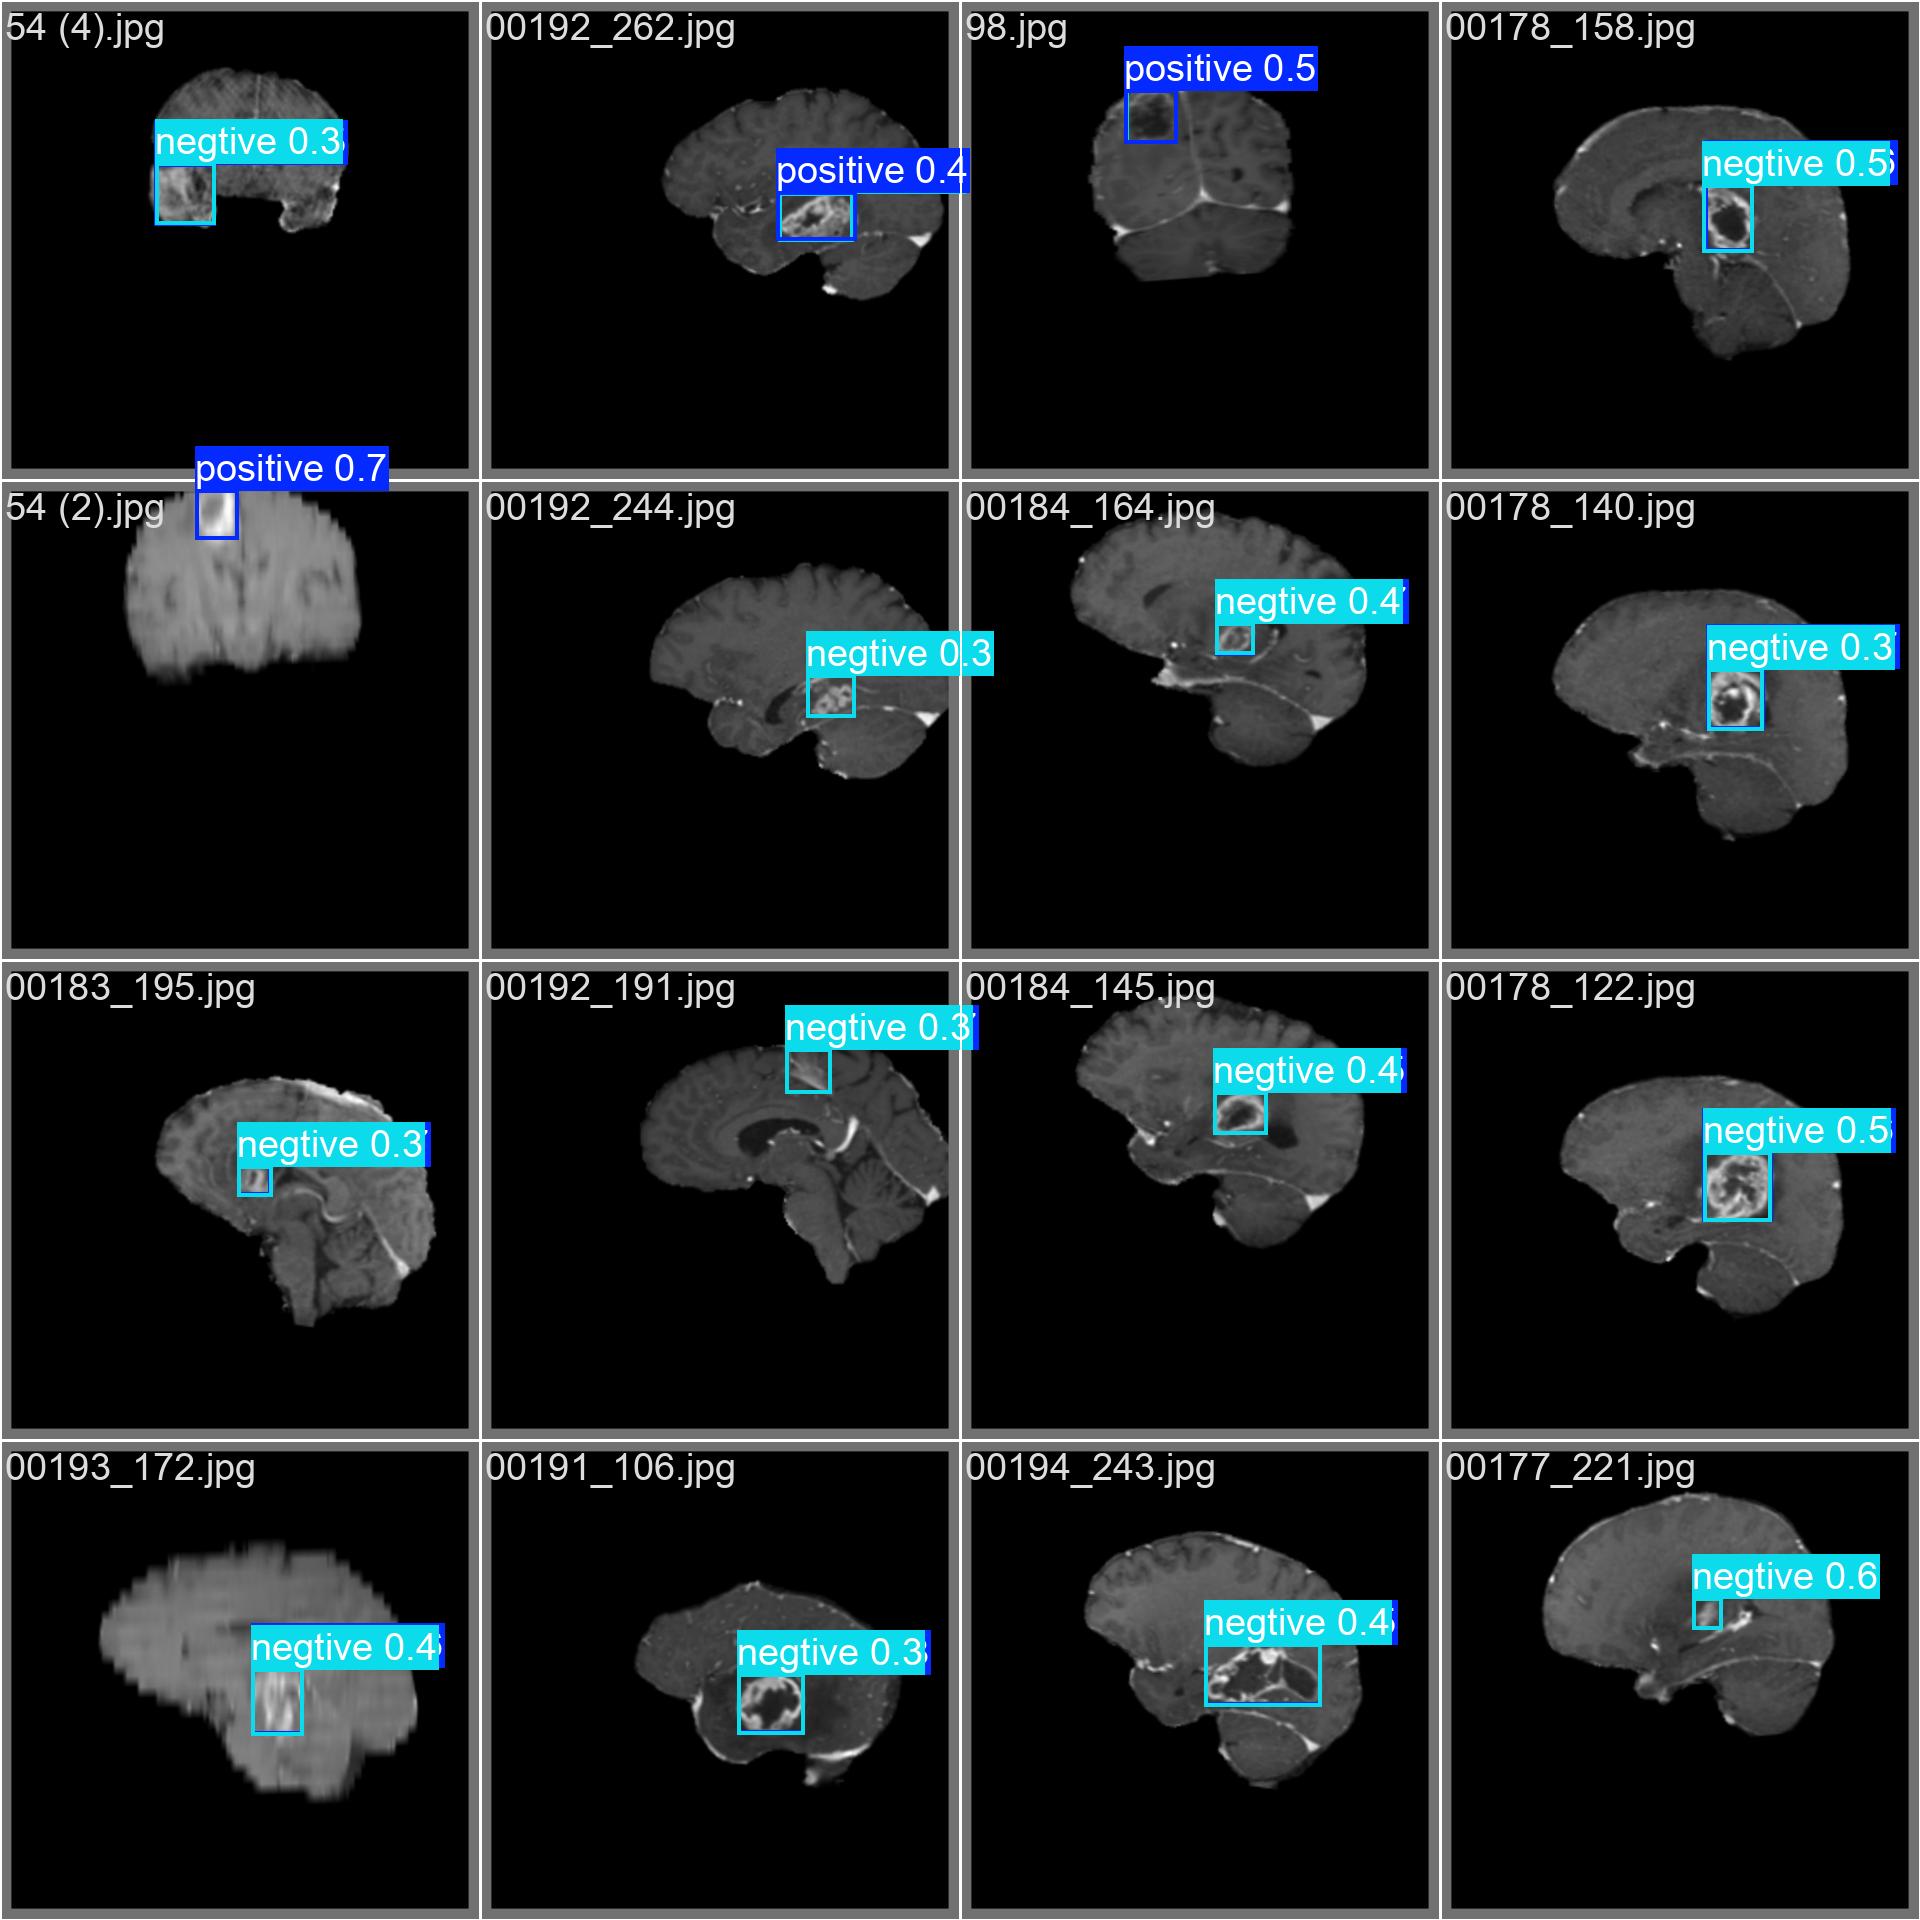 54 (4).jpg
negtive 0.3
00192_262.jpg
positive 0.4
98.jpg
positive 0.5
00178_158.jpg
negtive 0.5
54 (2).jpg
positive 0.7
00192_244.jpg
negtive 0.3
00184_164.jpg
negtive 0.4
00178_140.jpg
negtive 0.3
00183_195.jpg
negtive 0.3
00192_191.jpg
negtive 0.3
00184_145.jpg
negtive 0.4
00178_122.jpg
negtive 0.5
00193_172.jpg
negtive 0.4
00191_106.jpg
negtive 0.3
00194_243.jpg
negtive 0.4
00177_221.jpg
negtive 0.6